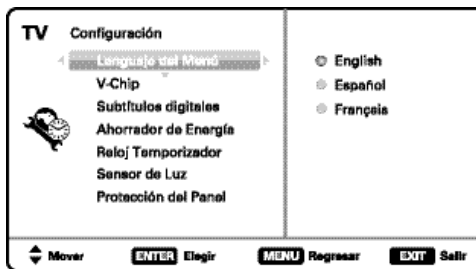 TV Configuración
Lenguaje del Menú
V-Chip
Subtítulos digitales
Ahorrador de Energía
Reloj Temporizador
Sensor de Luz
Protección del Panel
English
Español
Français
Mover ENTER Elegir MENU Regresar EXIT Salir